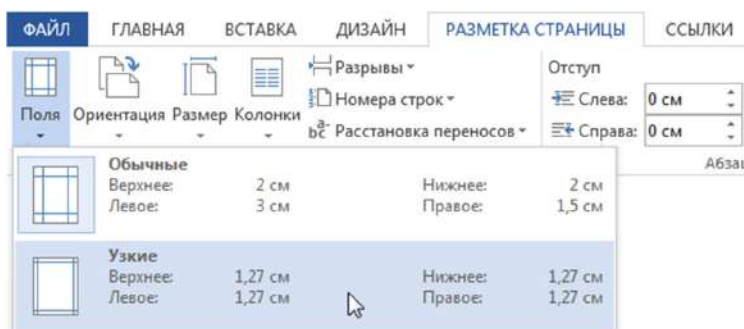 ФАЙЛ ГЛАВНАЯ ВСТАВКА ДИЗАЙН РАЗМЕТКА СТРАНИЦЫ ССЫЛКИ
Поля Ориентация Размер Колонки
Разрывы
Номера строк
Расстановка переносов
Отступ
Слева: 0 см
Справа: 0 см
Обычные
Верхнее: 2 см Нижнее: 2 см
Левое: 3 см Правое: 1,5 см
Узкие
Верхнее: 1,27 см Нижнее: 1,27 см
Левое: 1,27 см Правое: 1,27 см